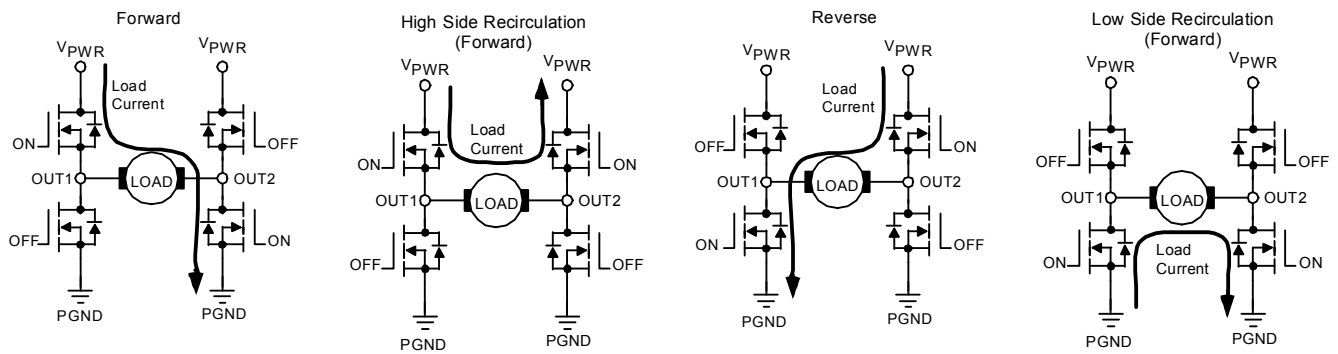 Forward
VPWR
VPWR
Load
Current
ON
OFF
OUT1
LOAD
OUT2
OFF
ON
PGND
PGND
High Side Recirculation
(Forward)
VPWR
VPWR
Load
Current
ON
ON
OUT1
LOAD
OUT2
OFF
OFF
PGND
PGND
Reverse
VPWR
VPWR
Load
Current
OFF
ON
OUT1
LOAD
OUT2
ON
OFF
PGND
PGND
Low Side Recirculation
(Forward)
VPWR
VPWR
OFF
OFF
OUT1
LOAD
OUT2
ON
Load
Current
ON
PGND
PGND